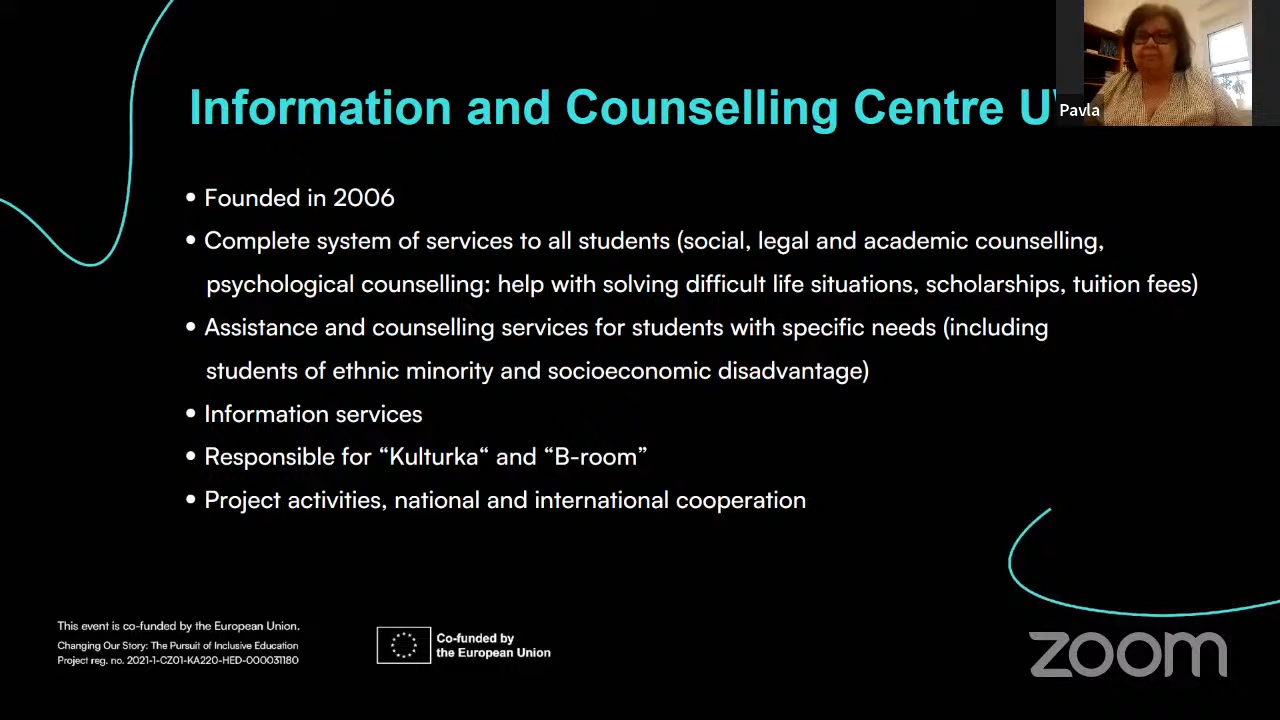 Information and Counselling Centre U
Pavla
• Founded in 2006
• Complete system of services to all students (social, legal and academic counselling,
psychological counselling: help with solving difficult life situations, scholarships, tuition fees)
• Assistance and counselling services for students with specific needs (including
students of ethnic minority and socioeconomic disadvantage)
• Information services
• Responsible for “Kulturka“ and “B-room”
• Project activities, national and international cooperation
This event is co-funded by the European Union.
Changing Our Story: The Pursuit of Inclusive Education
Project reg. no. 2021-1-CZ01-KA220-HED-000031180
Co-funded by
the European Union
zoom